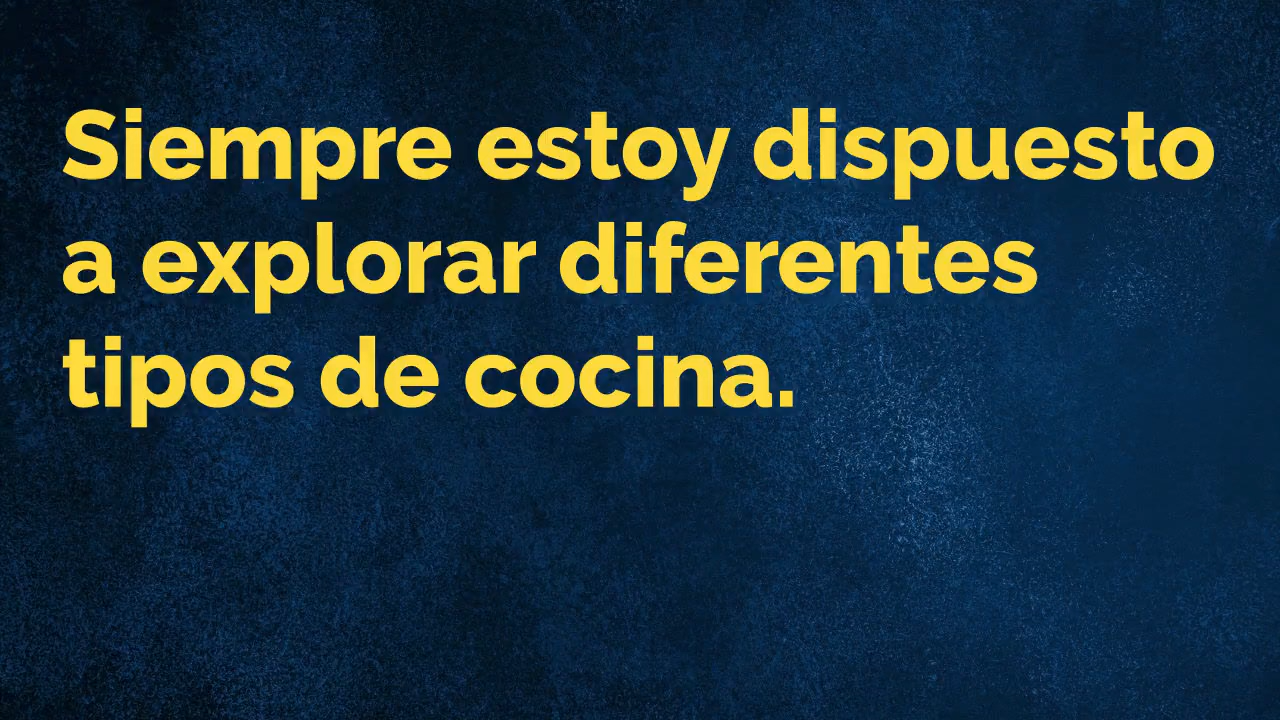 Siempre estoy dispuesto
a explorar diferentes
tipos de cocina.